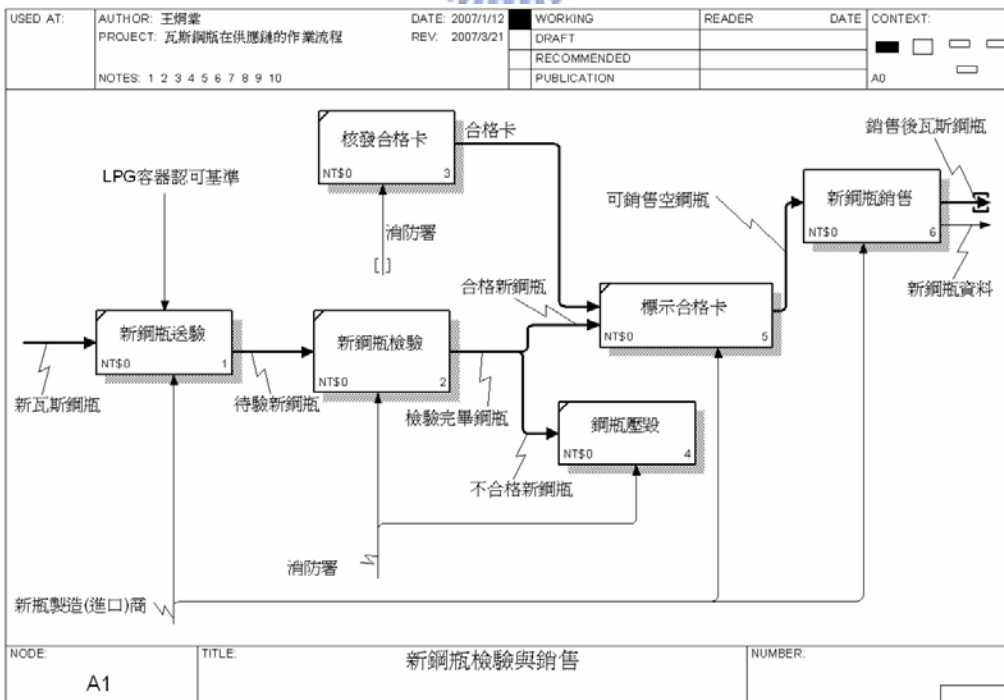 USED AT:
AUTHOR: 王炯棠
DATE: 2007/1/12
WORKING
READER
DATE
CONTEXT:
PROJECT: 瓦斯鋼瓶在供應鏈的作業流程
REV: 2007/3/21
DRAFT
RECOMMENDED
NOTES: 1 2 3 4 5 6 7 8 9 10
PUBLICATION
A0
核發合格卡
NT$0 3
合格卡
銷售後瓦斯鋼瓶
LPG容器認可基準
新鋼瓶銷售
NT$0 6
可銷售空鋼瓶
消防署
新鋼瓶資料
合格新鋼瓶
標示合格卡
NT$0 5
新鋼瓶送驗
NT$0 1
新鋼瓶檢驗
NT$0 2
新瓦斯鋼瓶
待驗新鋼瓶
檢驗完畢鋼瓶
鋼瓶壓毀
NT$0 4
不合格新鋼瓶
消防署
新瓶製造(進口)商
NODE:
A1
TITLE:
新鋼瓶檢驗與銷售
NUMBER: